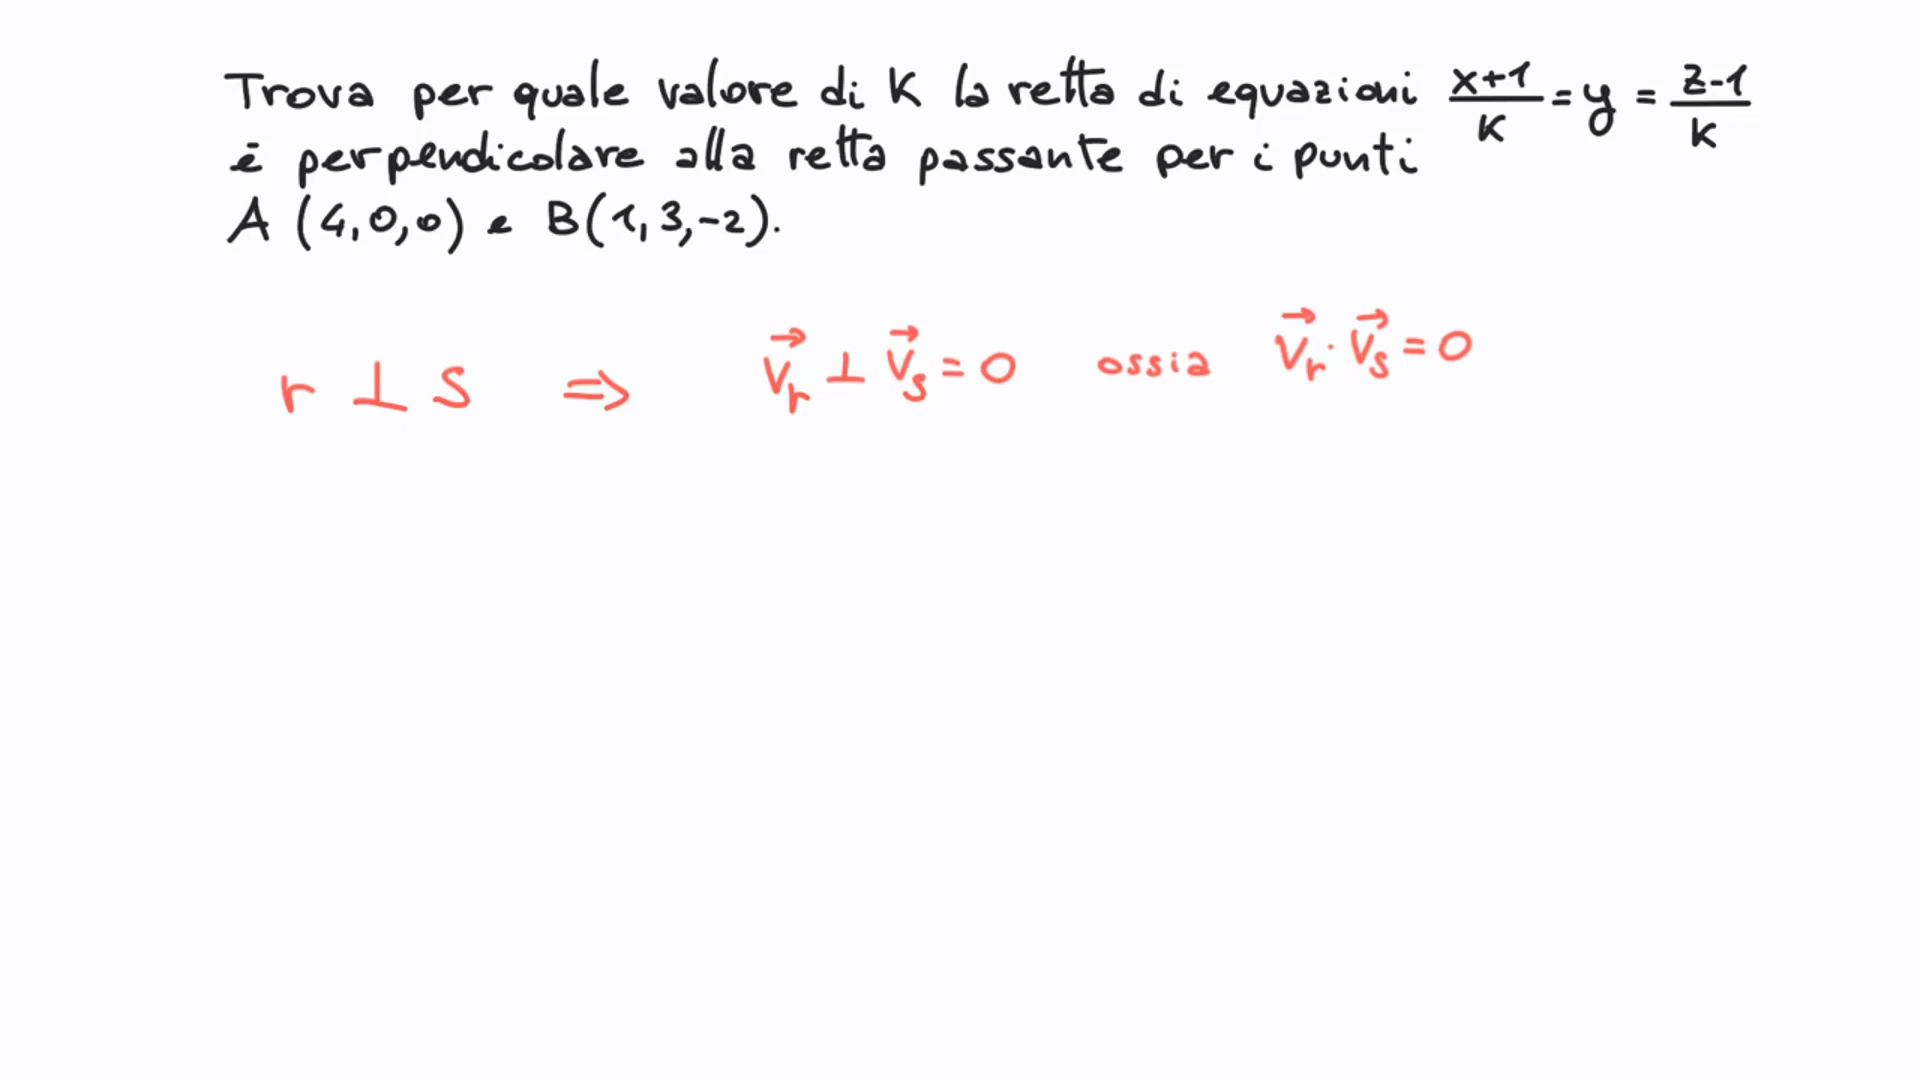 Trova per quale valore di K la retta di equazioni x+1/K = y = z-1/K
è perpendicolare alla retta passante per i punti
A (4,0,0) e B(1,3,-2).
r ⊥ s ⇒ v⃗r ⊥ v⃗s = 0 ossia v⃗r · v⃗s = 0